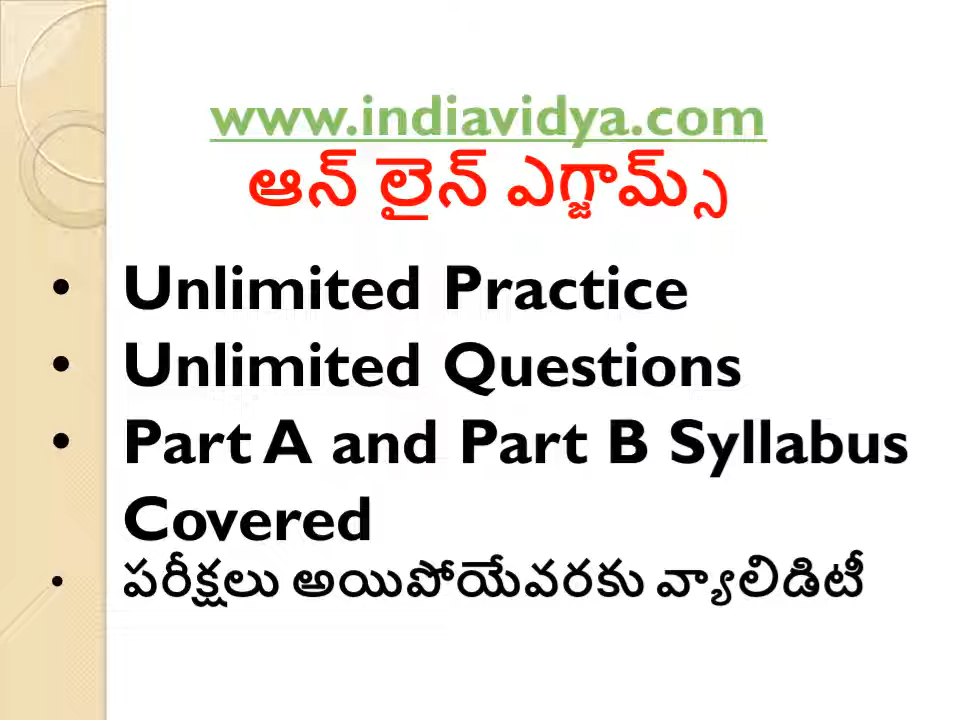 www.indiavidya.com
ఆన్ లైన్ ఎగ్జామ్స్
• Unlimited Practice
• Unlimited Questions
• Part A and Part B Syllabus
Covered
• పరీక్షలు అయిపోయేవరకు వ్యాలిడిటీ